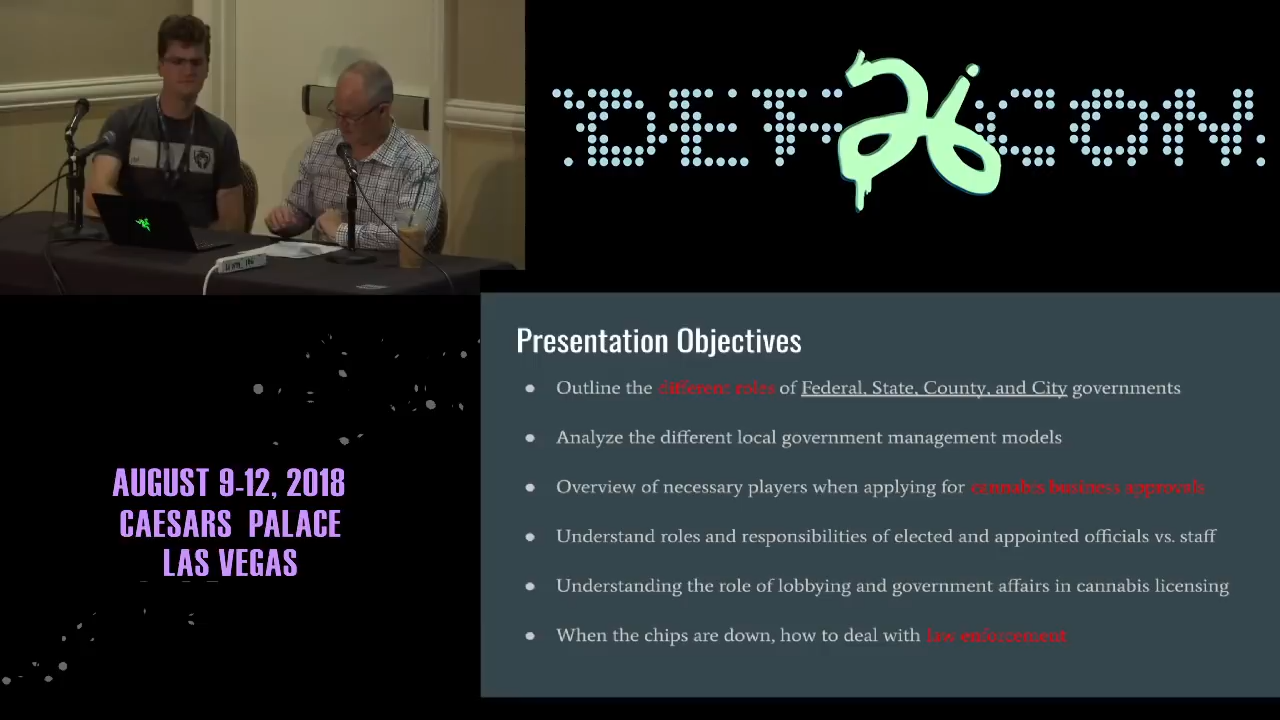 DEF 26 CON
Presentation Objectives
Outline the different roles of Federal, State, County, and City governments
Analyze the different local government management models
Overview of necessary players when applying for cannabis business approvals
Understand roles and responsibilities of elected and appointed officials vs. staff
Understanding the role of lobbying and government affairs in cannabis licensing
When the chips are down, how to deal with law enforcement
AUGUST 9-12, 2018
CAESARS PALACE
LAS VEGAS